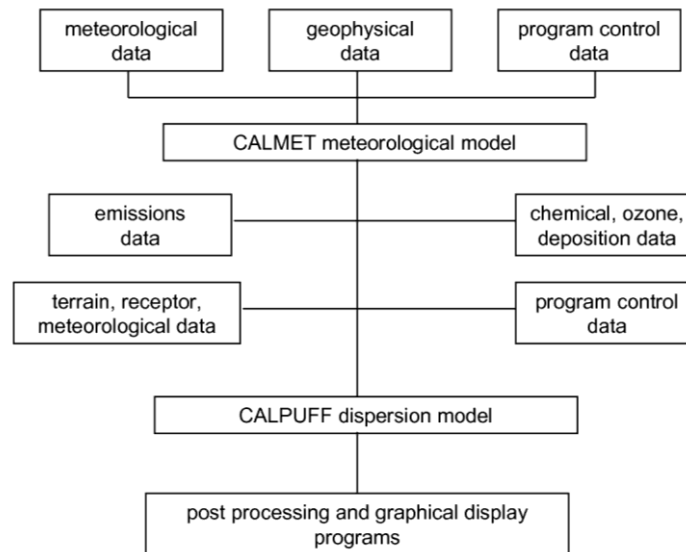 meteorological
data
geophysical
data
program control
data
CALMET meteorological model
emissions
data
chemical, ozone,
deposition data
terrain, receptor,
meteorological data
program control
data
CALPUFF dispersion model
post processing and graphical display
programs